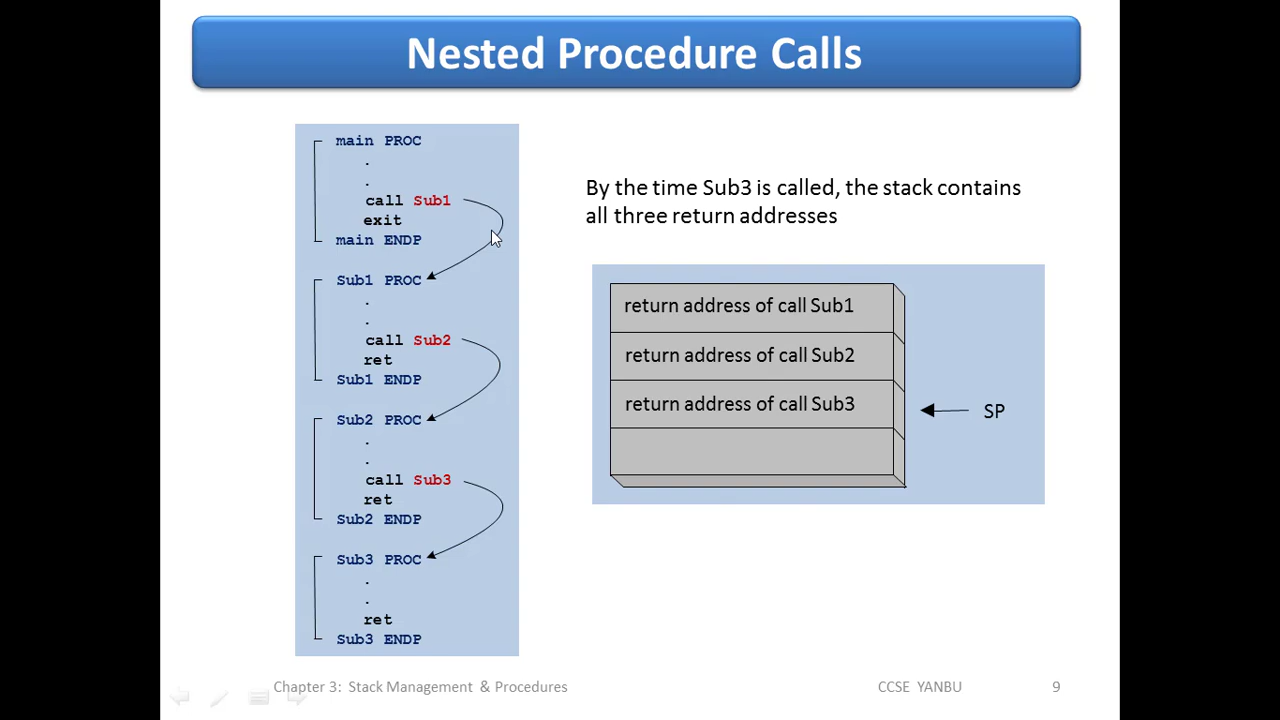 Nested Procedure Calls
main PROC
.
.
call Sub1
exit
main ENDP
Sub1 PROC
.
.
call Sub2
ret
Sub1 ENDP
Sub2 PROC
.
.
call Sub3
ret
Sub2 ENDP
Sub3 PROC
.
.
ret
Sub3 ENDP
By the time Sub3 is called, the stack contains
all three return addresses
return address of call Sub1
return address of call Sub2
return address of call Sub3
SP
Chapter 3: Stack Management & Procedures
CCSE YANBU
9